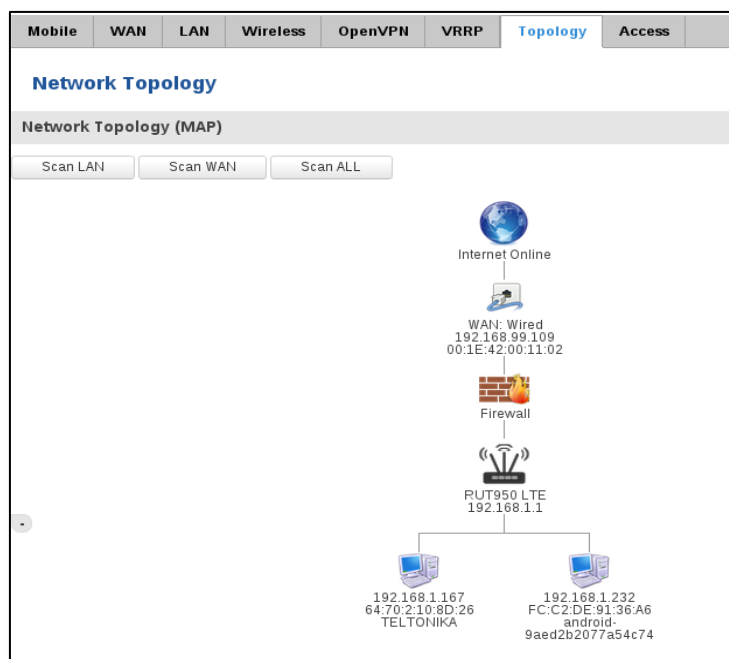 Mobile WAN LAN Wireless OpenVPN VRRP Topology Access
Network Topology
Network Topology (MAP)
Scan LAN Scan WAN Scan ALL
Internet Online
WAN: Wired
192.168.99.109
00:1E:42:00:11:02
Firewall
RUT950 LTE
192.168.1.1
-
192.168.1.167
64:70:2:10:8D:26
TELTONIKA
192.168.1.232
FC:C2:DE:91:36:A6
android-
9aed2b2077a54c74